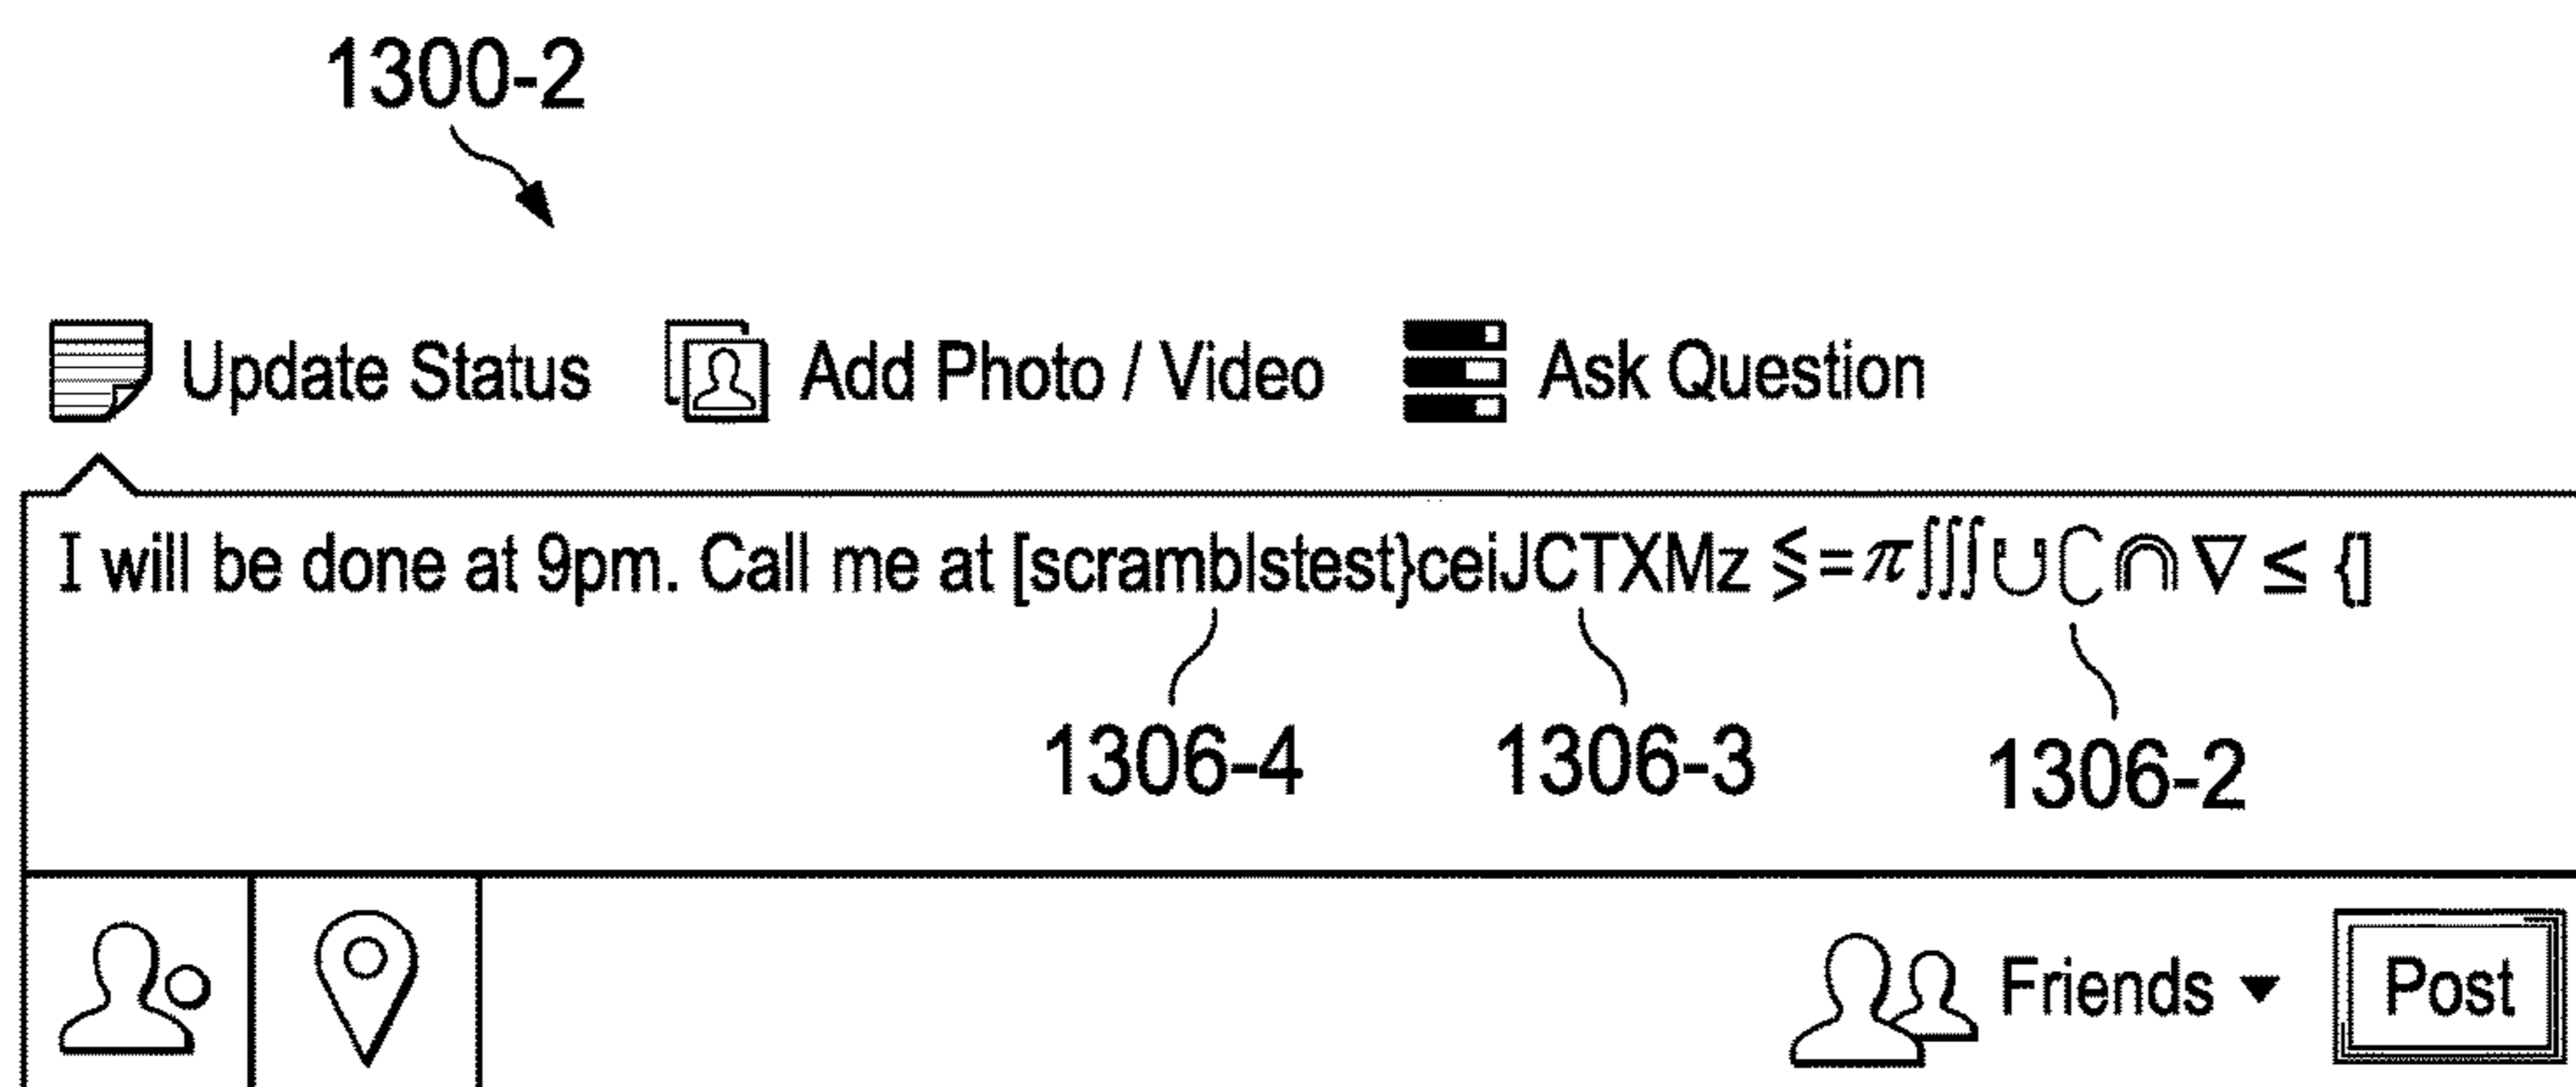 1300-2
Update Status Add Photo / Video Ask Question
I will be done at 9pm. Call me at [scramblstest}ceiJCTXMz ⋚=π∭∪∁⋒∇≤ {]
1306-4 1306-3 1306-2
Friends Post